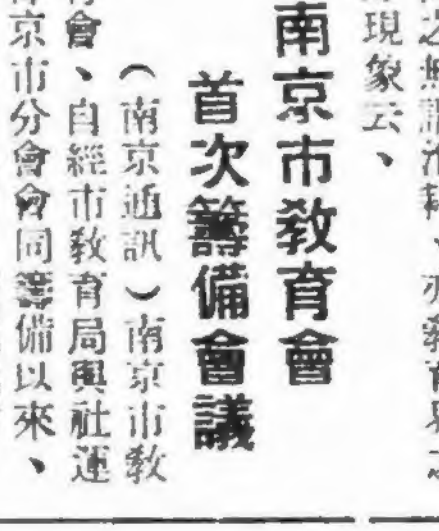 現象云、
南京市教育會
首次籌備會議
（南京通訊）南京市教
會、自經市教育局與社運
京市分會會同籌備以來、